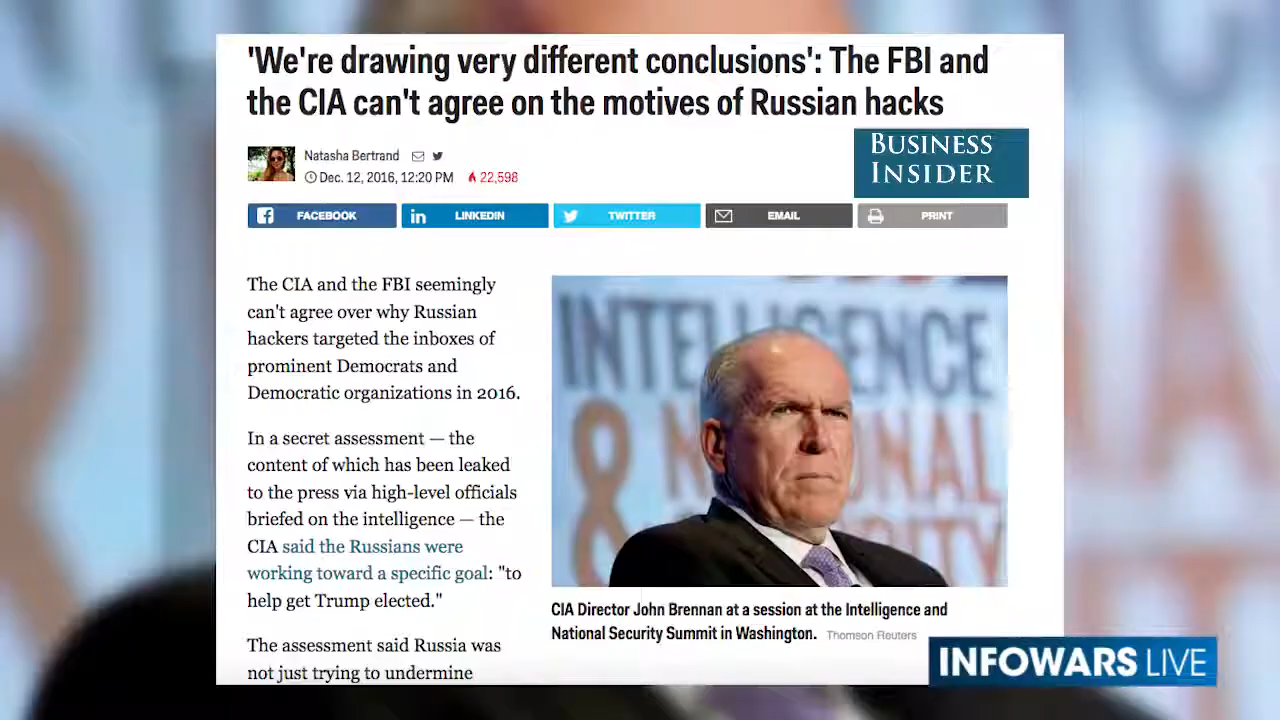 'We're drawing very different conclusions': The FBI and
the CIA can't agree on the motives of Russian hacks
Natasha Bertrand
Dec. 12, 2016, 12:20 PM 22,598
BUSINESS
INSIDER
FACEBOOK
LINKEDIN
TWITTER
EMAIL
PRINT
The CIA and the FBI seemingly
can't agree over why Russian
hackers targeted the inboxes of
prominent Democrats and
Democratic organizations in 2016.
In a secret assessment — the
content of which has been leaked
to the press via high-level officials
briefed on the intelligence — the
CIA said the Russians were
working toward a specific goal: "to
help get Trump elected."
The assessment said Russia was
not just trying to undermine
INTELLIGENCE
&
CIA Director John Brennan at a session at the Intelligence and
National Security Summit in Washington. Thomson Reuters
INFOWARS LIVE